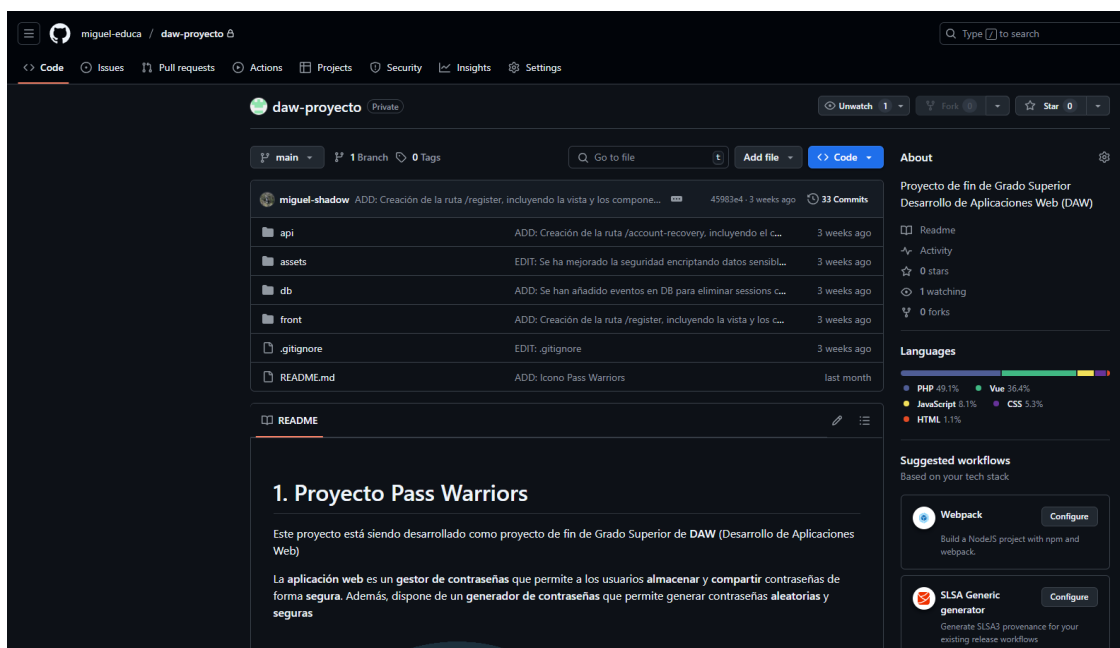 miguel-educa / daw-proyecto
Type / to search
Code Issues Pull requests Actions Projects Security Insights Settings
daw-proyecto Private
Unwatch 1 Fork 0 Star 0
main 1 Branch 0 Tags Go to file t Add file Code
miguel-shadow ADD: Creación de la ruta /register, incluyendo la vista y los compone... 45983e4 · 3 weeks ago 33 Commits
api ADD: Creación de la ruta /account-recovery, incluyendo el c... 3 weeks ago
assets EDIT: Se ha mejorado la seguridad encriptando datos sensibl... 3 weeks ago
db ADD: Se han añadido eventos en DB para eliminar sessions c... 3 weeks ago
front ADD: Creación de la ruta /register, incluyendo la vista y los c... 3 weeks ago
.gitignore EDIT: .gitignore 3 weeks ago
README.md ADD: Icono Pass Warriors last month
README
1. Proyecto Pass Warriors
Este proyecto está siendo desarrollado como proyecto de fin de Grado Superior de DAW (Desarrollo de Aplicaciones
Web)
La aplicación web es un gestor de contraseñas que permite a los usuarios almacenar y compartir contraseñas de
forma segura. Además, dispone de un generador de contraseñas que permite generar contraseñas aleatorias y
seguras
About
Proyecto de fin de Grado Superior
Desarrollo de Aplicaciones Web (DAW)
Readme
Activity
0 stars
1 watching
0 forks
Languages
PHP 49.1% Vue 36.4%
JavaScript 8.1% CSS 5.3%
HTML 1.1%
Suggested workflows
Based on your tech stack
Webpack Configure
Build a NodeJS project with npm and
webpack.
SLSA Generic
generator Configure
Generate SLSA3 provenance for your
existing release workflows